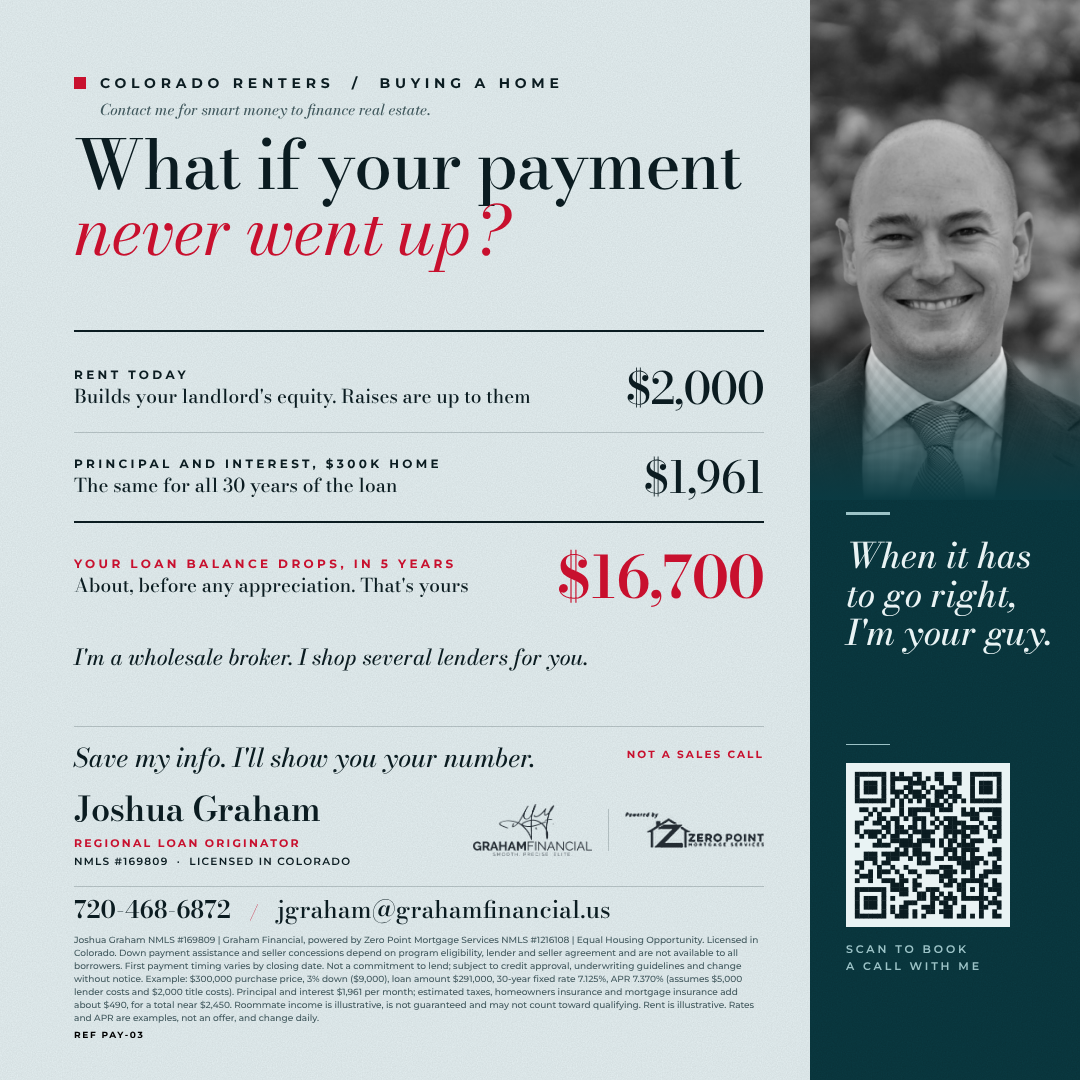 COLORADO RENTERS / BUYING A HOME
Contact me for smart money to finance real estate.
What if your payment
never went up?
RENT TODAY
Builds your landlord's equity. Raises are up to them
$2,000
PRINCIPAL AND INTEREST, $300K HOME
The same for all 30 years of the loan
$1,961
YOUR LOAN BALANCE DROPS, IN 5 YEARS
About, before any appreciation. That's yours
$16,700
I'm a wholesale broker. I shop several lenders for you.
Save my info. I'll show you your number.
NOT A SALES CALL
Joshua Graham
REGIONAL LOAN ORIGINATOR
NMLS #169809 · LICENSED IN COLORADO
GRAHAMFINANCIAL
SMOOTH. PRECISE. ELITE.
Powered by
ZERO POINT
MORTGAGE SERVICES
720-468-6872 / jgraham@grahamfinancial.us
Joshua Graham NMLS #169809 | Graham Financial, powered by Zero Point Mortgage Services NMLS #1216108 | Equal Housing Opportunity. Licensed in
Colorado. Down payment assistance and seller concessions depend on program eligibility, lender and seller agreement and are not available to all
borrowers. First payment timing varies by closing date. Not a commitment to lend; subject to credit approval, underwriting guidelines and change
without notice. Example: $300,000 purchase price, 3% down ($9,000), loan amount $291,000, 30-year fixed rate 7.125%, APR 7.370% (assumes $5,000
lender costs and $2,000 title costs). Principal and interest $1,961 per month; estimated taxes, homeowners insurance and mortgage insurance add
about $490, for a total near $2,450. Roommate income is illustrative, is not guaranteed and may not count toward qualifying. Rent is illustrative. Rates
and APR are examples, not an offer, and change daily.
REF PAY-03
When it has
to go right,
I'm your guy.
SCAN TO BOOK
A CALL WITH ME